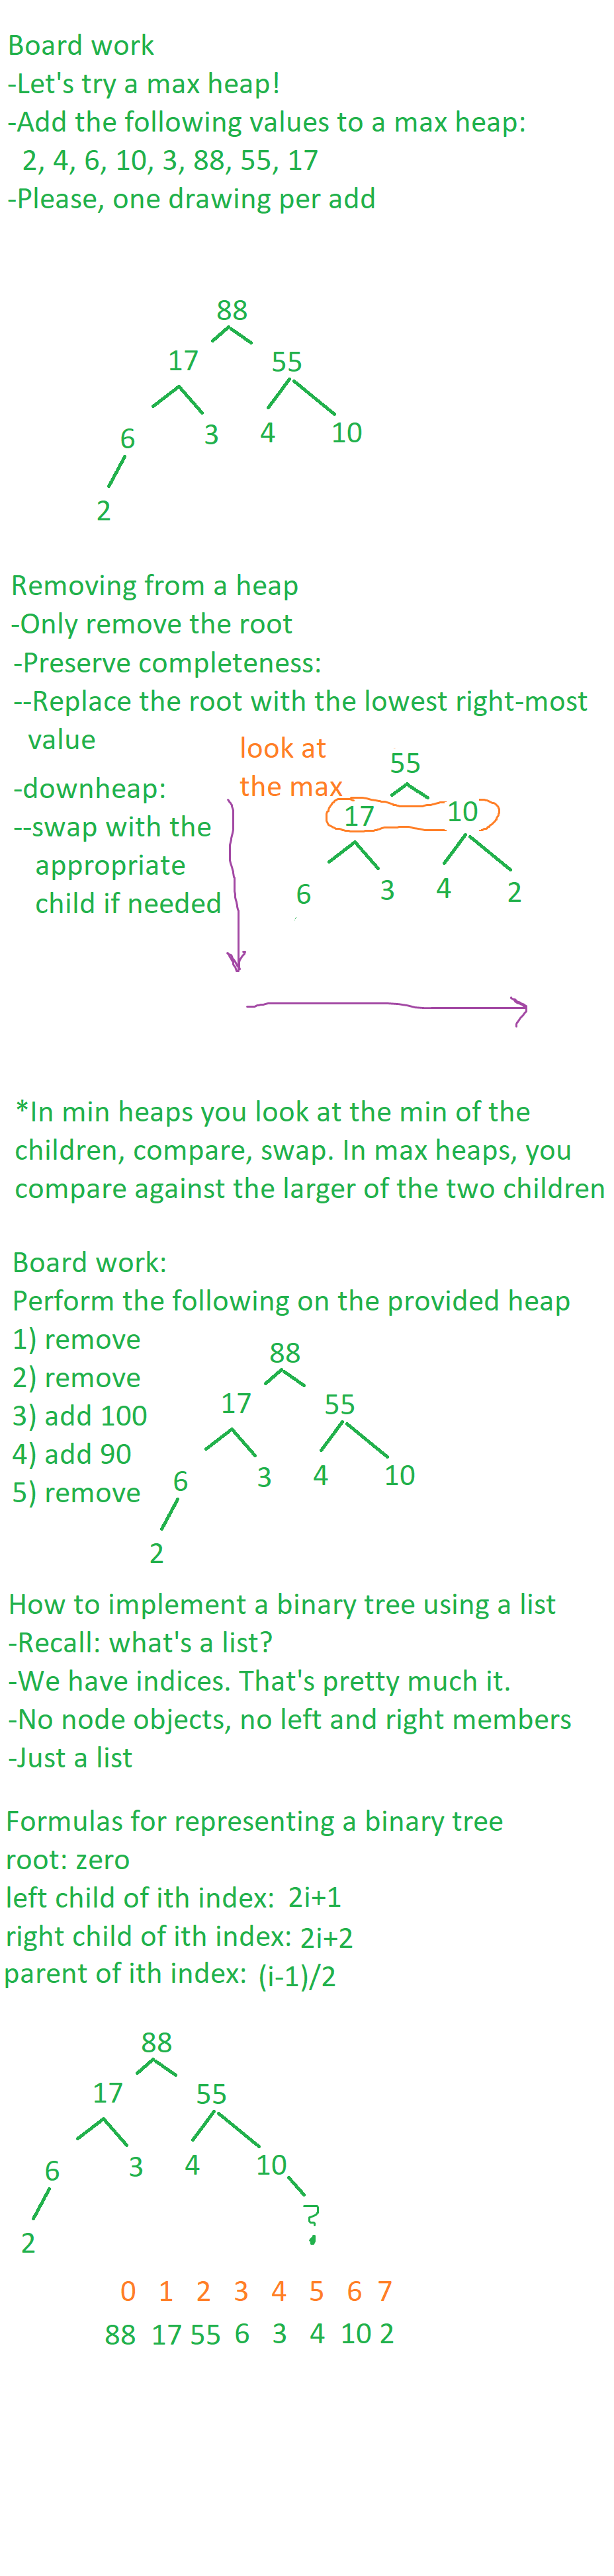 Board work
-Let's try a max heap!
-Add the following values to a max heap:
2, 4, 6, 10, 3, 88, 55, 17
-Please, one drawing per add
88
17 55
6 3 4 10
2
Removing from a heap
-Only remove the root
-Preserve completeness:
--Replace the root with the lowest right-most
value
look at
the max
-downheap:
--swap with the
appropriate
child if needed
55
17 10
6 3 4 2
*In min heaps you look at the min of the
children, compare, swap. In max heaps, you
compare against the larger of the two children
Board work:
Perform the following on the provided heap
1) remove
2) remove
3) add 100
4) add 90
5) remove
88
17 55
6 3 4 10
2
How to implement a binary tree using a list
-Recall: what's a list?
-We have indices. That's pretty much it.
-No node objects, no left and right members
-Just a list
Formulas for representing a binary tree
root: zero
left child of ith index: 2i+1
right child of ith index: 2i+2
parent of ith index: (i-1)/2
88
17 55
6 3 4 10
2 ?
0 1 2 3 4 5 6 7
88 17 55 6 3 4 10 2